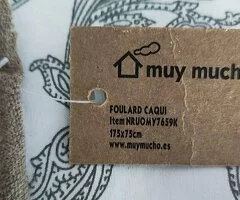 muy mucho
FOULARD CAQUI
Item NRUOMY7659K
175x75cm
www.muymucho.es